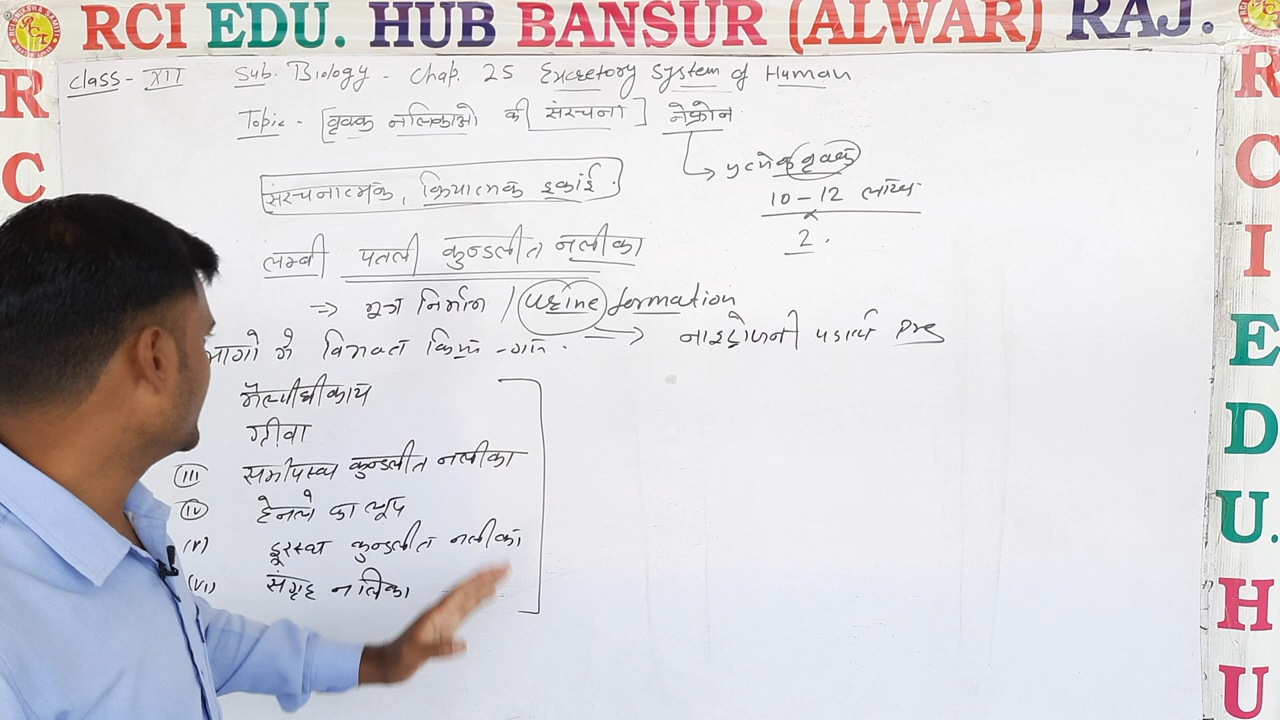 RCI EDU. HUB BANSUR (ALWAR) RAJ.
Class - XII Sub. Biology - Chap. 25 Excretory System of Human
Topic - [वृक्क नलिकाओं की संरचना] नेफ्रोन
प्रत्येक वृक्क
10 - 12 लाख
×
2.
संरचनात्मक, क्रियात्मक इकाई.
लम्बी पतली कुन्डलीत नलीका
⇒ मूत्र निर्माण / Urine formation
भागों में विभक्त किया गया. → नाइट्रोजनी पदार्थ
मैल्पीघीकाय
ग्रीवा
(III) समीपस्थ कुन्डलीत नलीका
(IV) हेनले का लूप
(V) दूरस्थ कुन्डलीत नलीका
(VI) संग्रह नलिका
R
C
R
C
I
E
D
U.
H
U